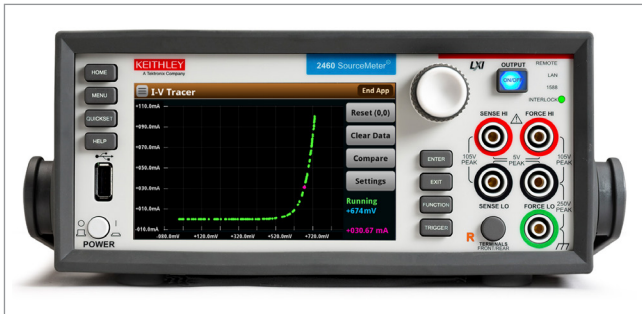 KEITHLEY
A Tektronix Company
2460 SourceMeter®
LXI
OUTPUT
ON/OFF
REMOTE
LAN
1588
INTERLOCK
HOME
MENU
QUICKSET
HELP
POWER
I-V Tracer
End App
+110.0mA
+090.0mA
+070.0mA
+050.0mA
+030.0mA
+010.0mA
-010.0mA
-080.0mV
+120.0mV
+320.0mV
+520.0mV
+720.0mV
Reset (0,0)
Clear Data
Compare
Settings
Running
+674mV
+030.67 mA
ENTER
EXIT
FUNCTION
TRIGGER
SENSE HI
FORCE HI
105V
PEAK
5V
PEAK
105V
PEAK
SENSE LO
FORCE LO
250V
PEAK
R
TERMINALS
FRONT/REAR